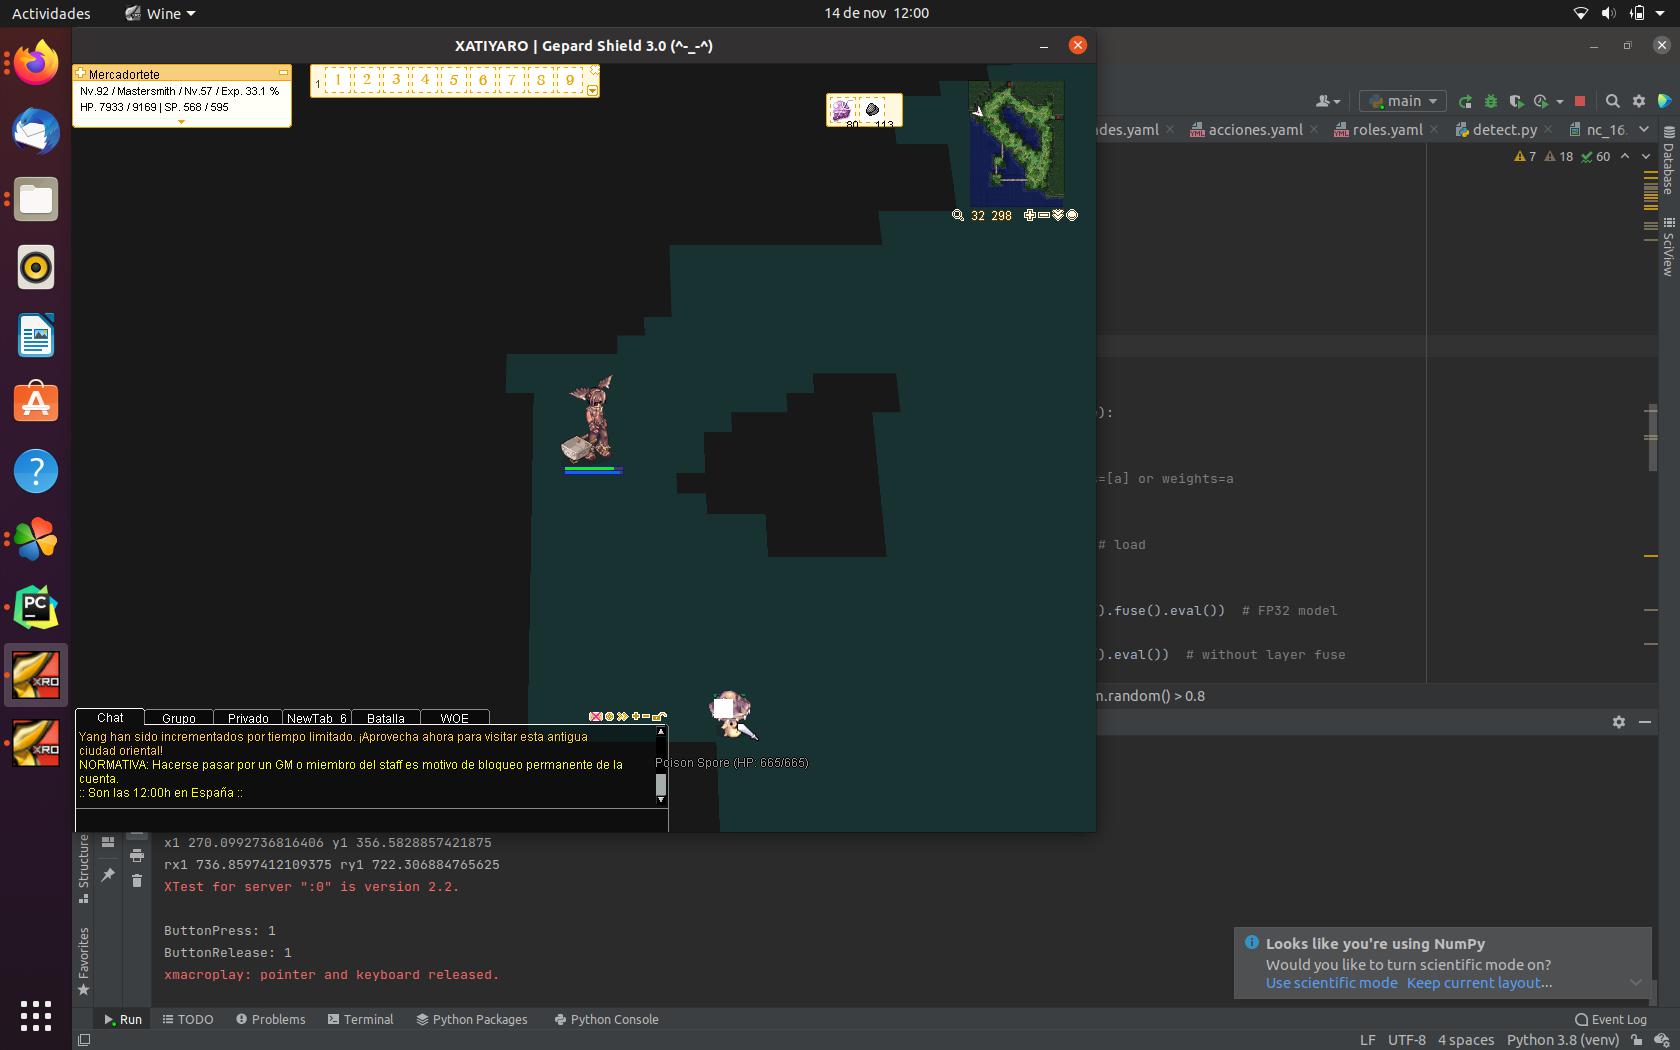 Actividades
Wine
14 de nov 12:00
XATIYARO | Gepard Shield 3.0 (^-_-^)
Mercadortete
Nv.92 / Mastersmith / Nv.57 / Exp. 33.1 %
HP. 7933 / 9169 | SP. 568 / 595
1 1 2 3 4 5 6 7 8 9
80 113
32 298
main
des.yaml
acciones.yaml
roles.yaml
detect.py
nc_16.
7 18 60
Database
SciView
):
=[a] or weights=a
# load
).fuse().eval()) # FP32 model
).eval()) # without layer fuse
m.random() > 0.8
Chat Grupo Privado NewTab_6 Batalla WOE
Yang han sido incrementados por tiempo limitado. ¡Aprovecha ahora para visitar esta antigua
ciudad oriental!
NORMATIVA: Hacerse pasar por un GM o miembro del staff es motivo de bloqueo permanente de la
cuenta.
:: Son las 12:00h en España ::
Poison Spore (HP: 665/665)
PC
XRO
XRO
Structure
Favorites
x1 270.0992736816406 y1 356.5828857421875
rx1 736.8597412109375 ry1 722.306884765625
XTest for server ":0" is version 2.2.
ButtonPress: 1
ButtonRelease: 1
xmacroplay: pointer and keyboard released.
Looks like you're using NumPy
Would you like to turn scientific mode on?
Use scientific mode Keep current layout...
Run TODO Problems Terminal Python Packages Python Console
Event Log
LF UTF-8 4 spaces Python 3.8 (venv)